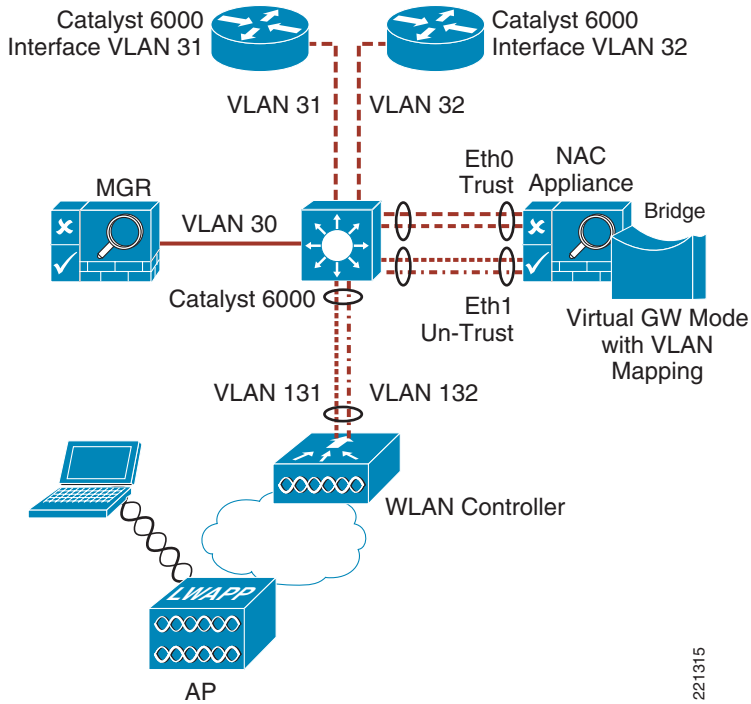 Catalyst 6000
Interface VLAN 31
Catalyst 6000
Interface VLAN 32
VLAN 31
VLAN 32
Eth0
Trust
NAC
Appliance
MGR
VLAN 30
Bridge
Catalyst 6000
Eth1
Un-Trust
Virtual GW Mode
with VLAN
Mapping
VLAN 131
VLAN 132
WLAN Controller
LWAPP
AP
221315